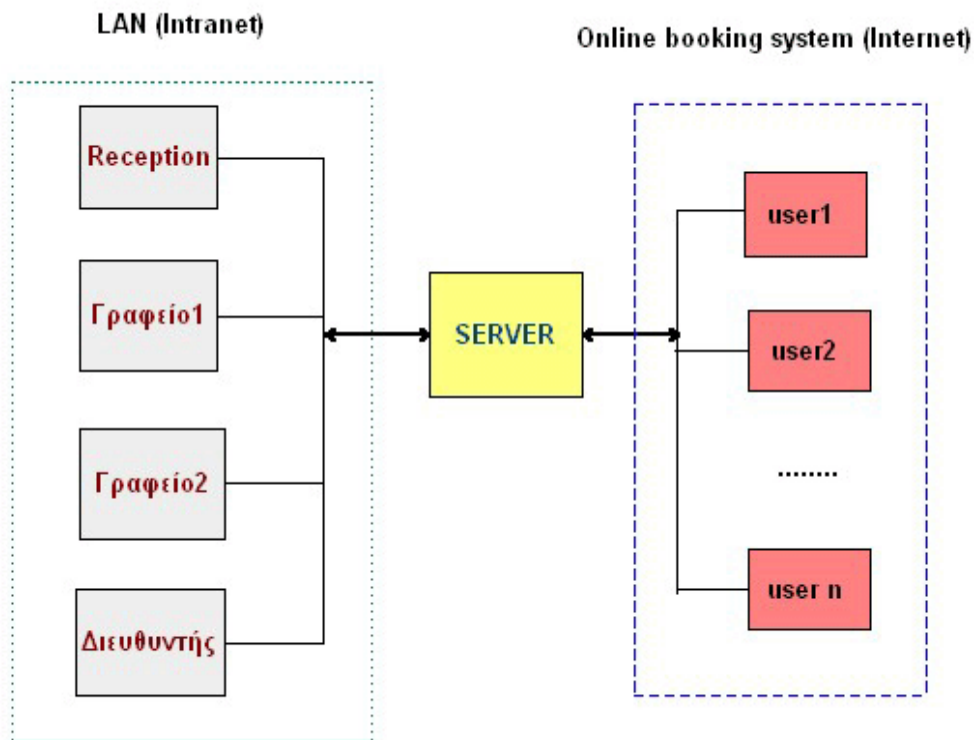 LAN (Intranet)
Online booking system (Internet)
Reception
Γραφείο1
Γραφείο2
Διευθυντής
SERVER
user1
user2
........
user n